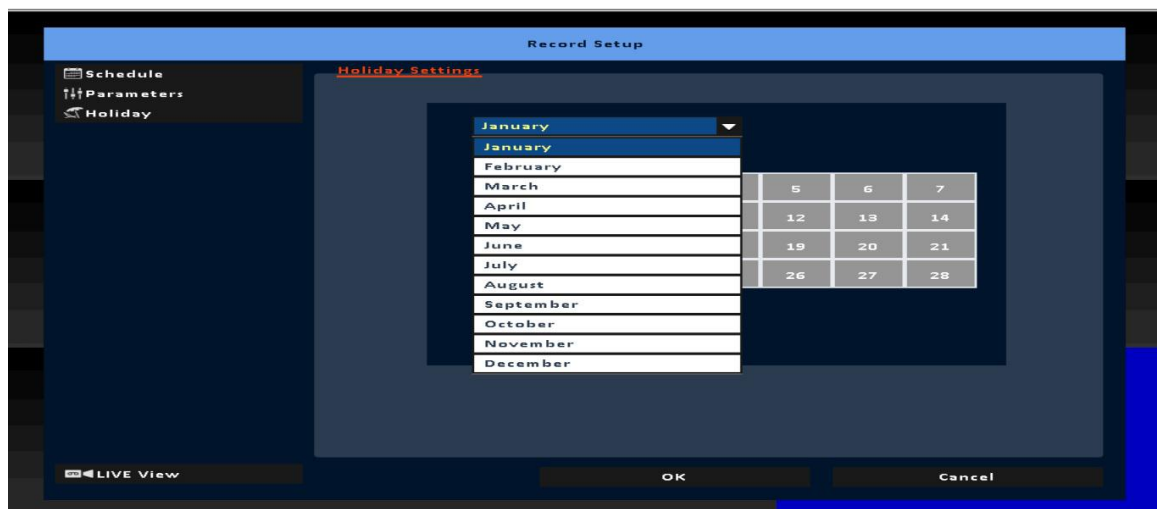 Record Setup
Schedule
Parameters
Holiday
Holiday Settings
January
January
February
March
April
May
June
July
August
September
October
November
December
5 6 7
12 13 14
19 20 21
26 27 28
LIVE View
OK
Cancel